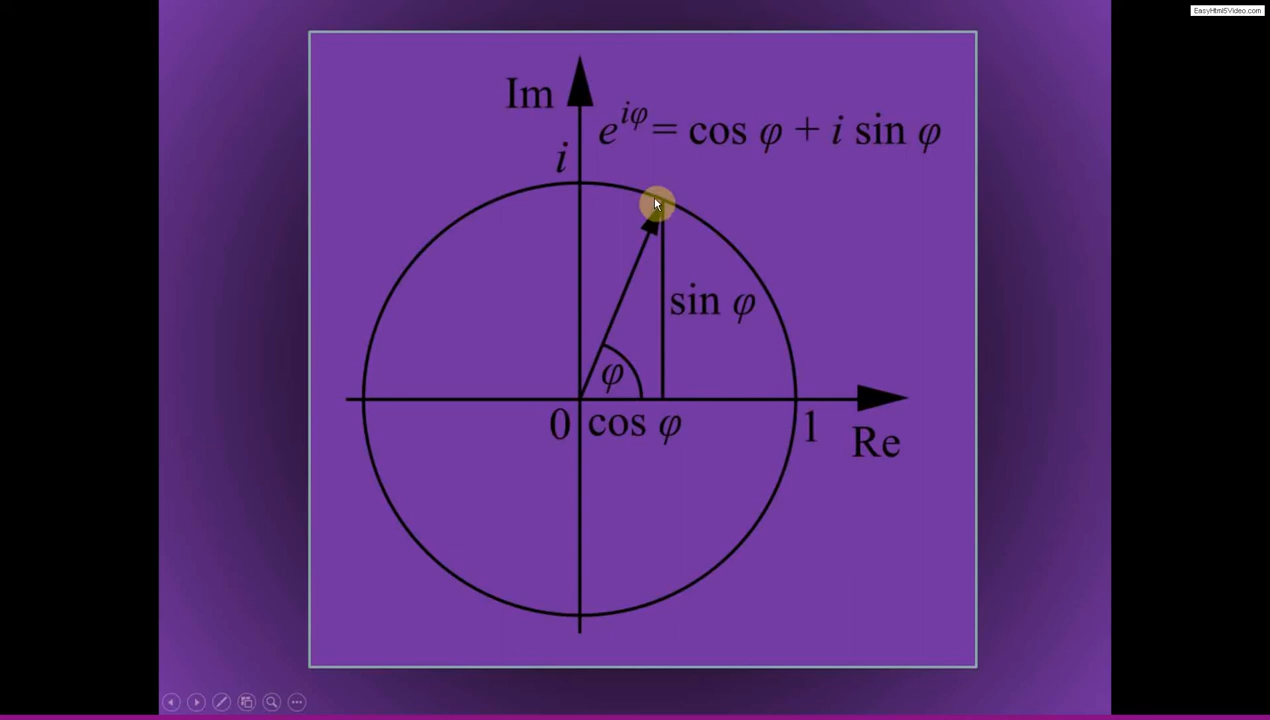 EasyHtml5Video.com
Im
e^{iφ} = cos φ + i sin φ
i
sin φ
φ
0
cos φ
1
Re